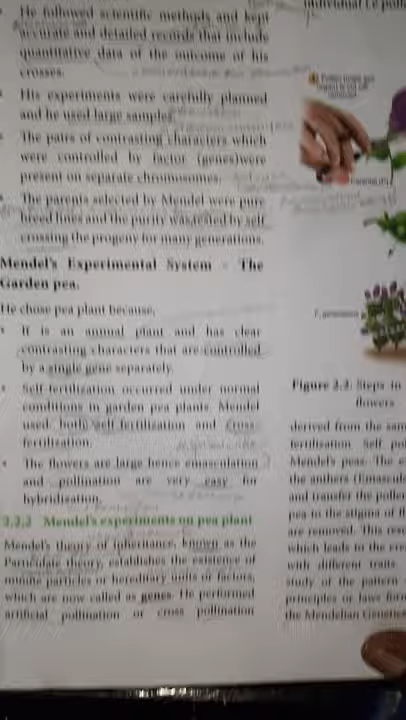 He followed scientific methods and kept
accurate and detailed records that include
quantitative data of the outcome of his
crosses.
His experiments were carefully planned
and he used large samples.
The pairs of contrasting characters which
were controlled by factor (genes)were
present on separate chromosomes.
The parents selected by Mendel were pure
breed lines and the purity was tested by self
crossing the progeny for many generations.
Mendel's Experimental System - The
Garden pea.
He chose pea plant because,
It is an annual plant and has clear
contrasting characters that are controlled
by a single gene separately.
Self-fertilization occurred under normal
conditions in garden pea plants. Mendel
used both self-fertilization and cross
fertilization.
The flowers are large hence emasculation
and pollination are very easy for
hybridization.
2.2.2 Mendel's experiments on pea plant
Mendel's theory of inheritance, known as the
Particulate theory, establishes the existence of
minute particles or hereditary units or factors,
which are now called as genes. He performed
artificial pollination or cross pollination
individual i.e
Figure 2.2: Steps in
flowers
derived from the sam
fertilization Self pol
Mendel's peas. The
the anthers
and transfer the pollen
pea to the stigma of
are removed. This
which leads to the
with different traits
study of the pattern
principles or laws
the Mendelian Genetics